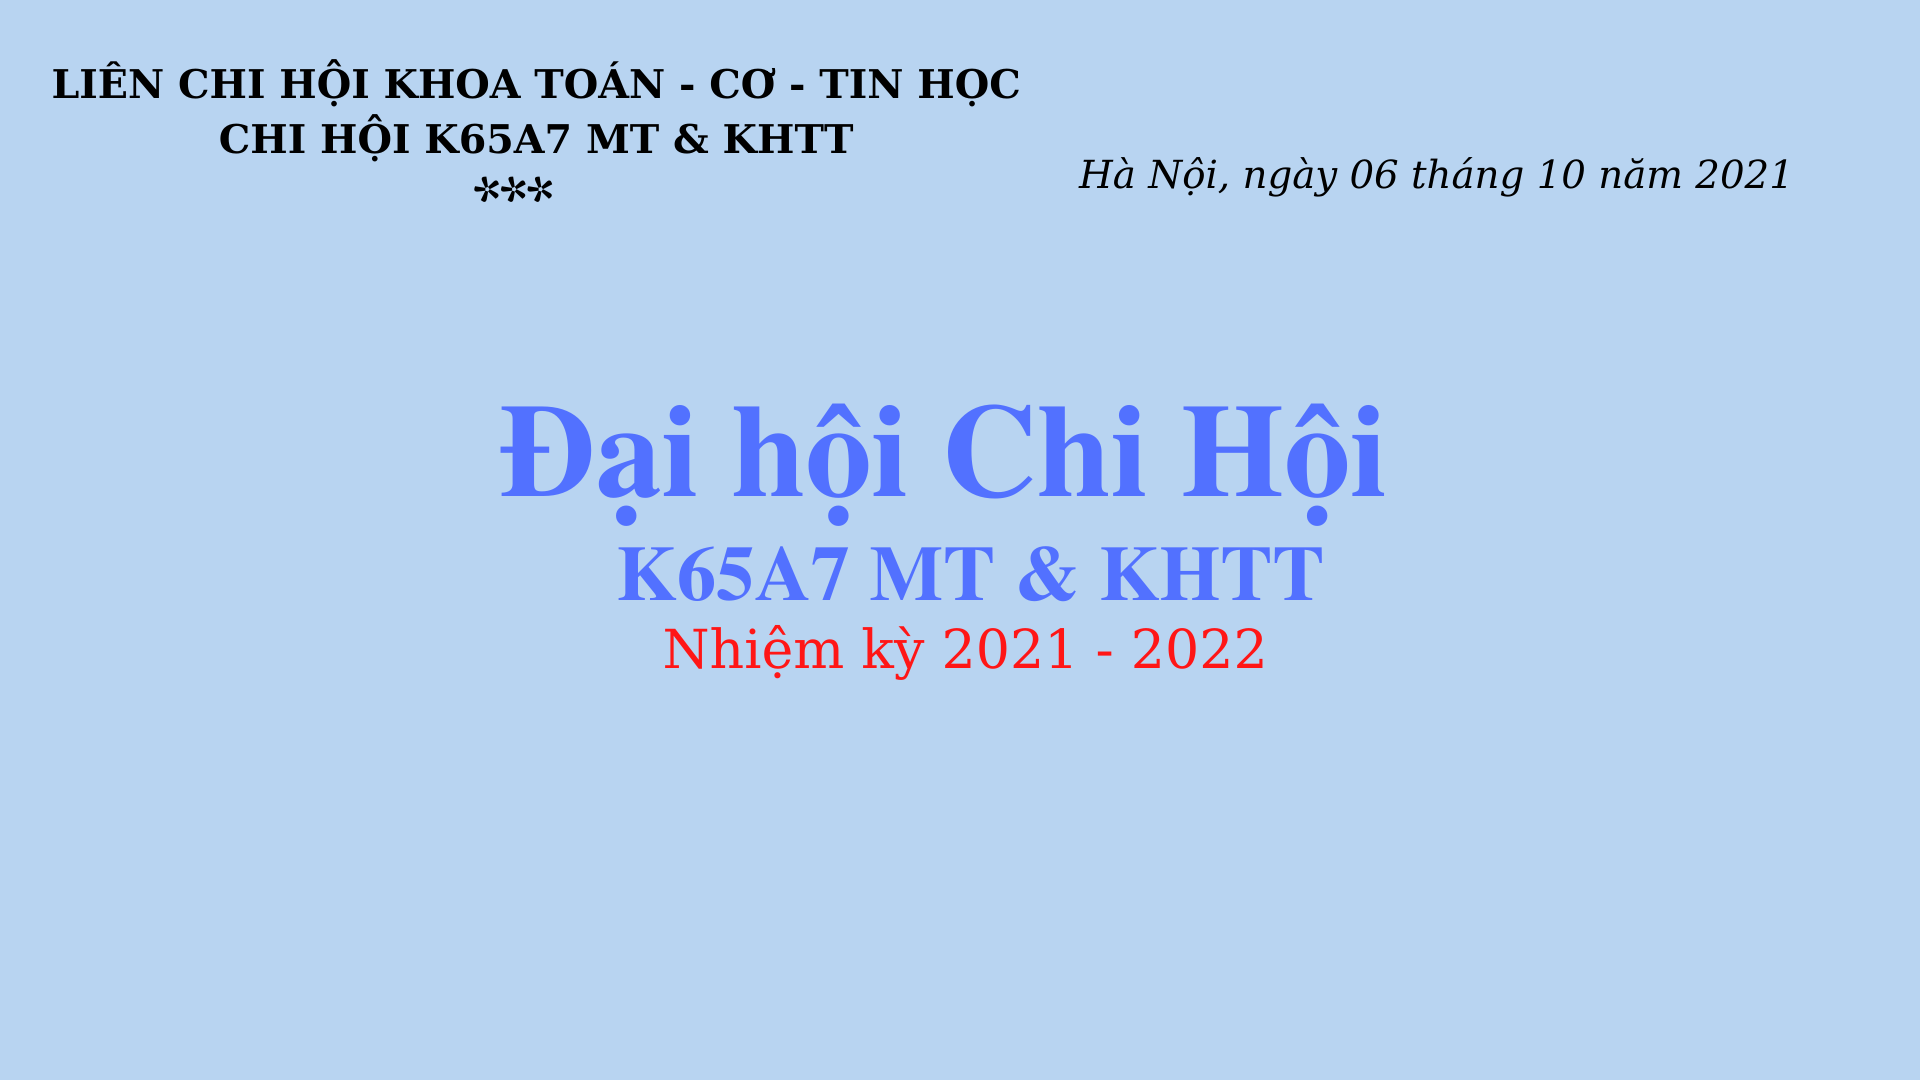 LIÊN CHI HỘI KHOA TOÁN - CƠ - TIN HỌC
CHI HỘI K65A7 MT & KHTT
***
Hà Nội, ngày 06 tháng 10 năm 2021
Đại hội Chi Hội
K65A7 MT & KHTT
Nhiệm kỳ 2021 - 2022